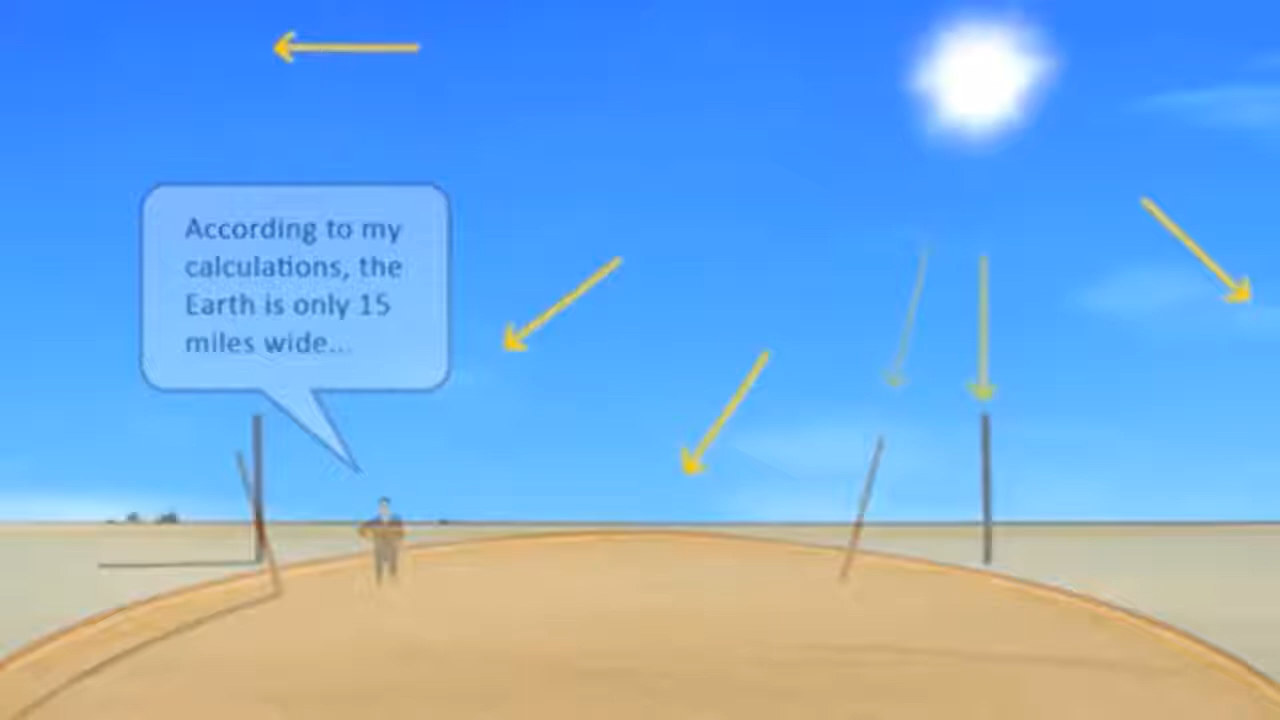 According to my
calculations, the
Earth is only 15
miles wide...